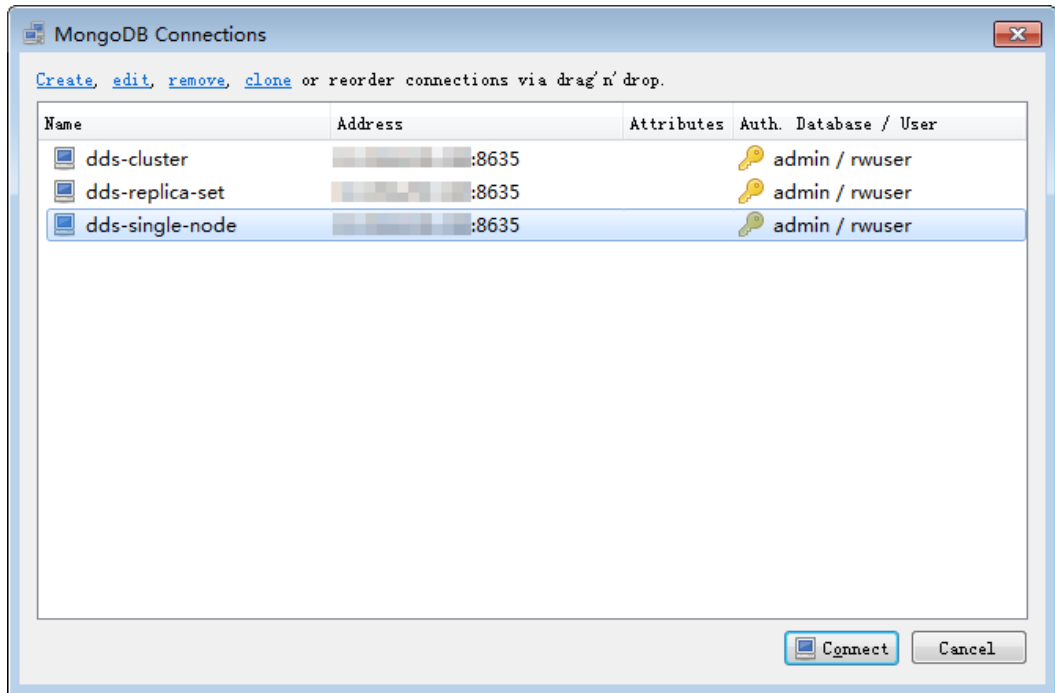 MongoDB Connections
Create, edit, remove, clone or reorder connections via drag'n'drop.
Name Address Attributes Auth. Database / User
dds-cluster :8635 admin / rwuser
dds-replica-set :8635 admin / rwuser
dds-single-node :8635 admin / rwuser
Connect Cancel